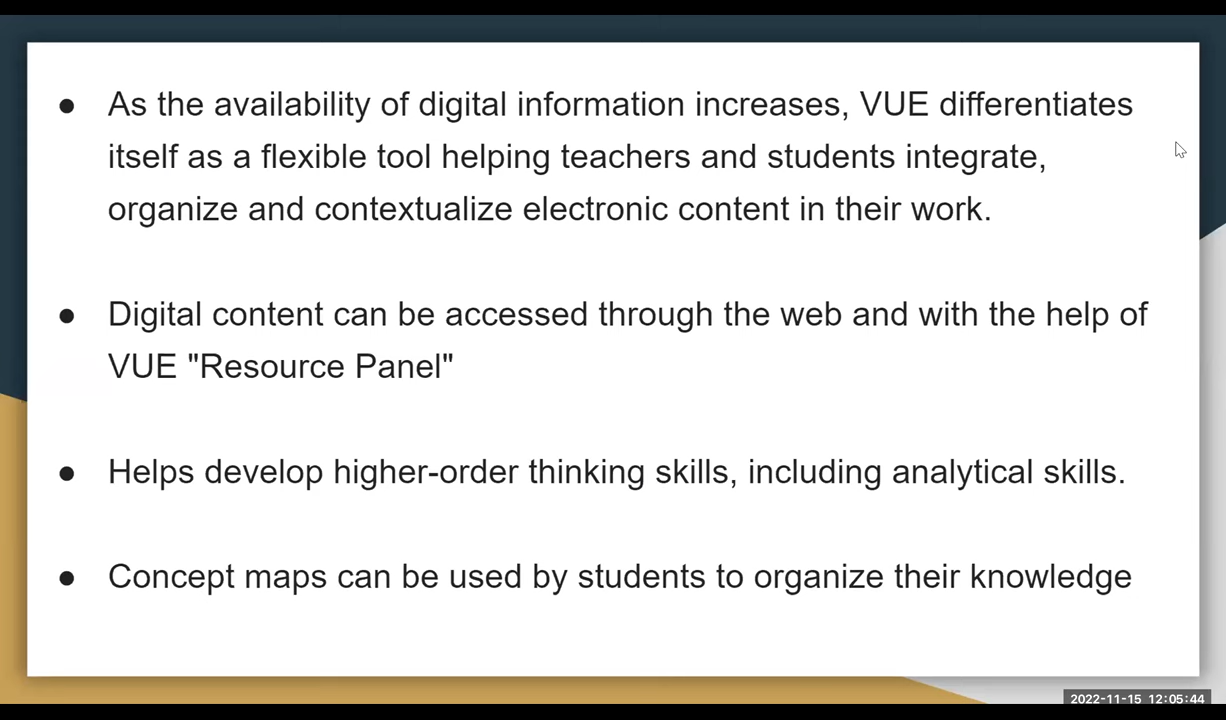 ● As the availability of digital information increases, VUE differentiates
itself as a flexible tool helping teachers and students integrate,
organize and contextualize electronic content in their work.
● Digital content can be accessed through the web and with the help of
VUE "Resource Panel"
● Helps develop higher-order thinking skills, including analytical skills.
● Concept maps can be used by students to organize their knowledge
2022-11-15 12:05:44